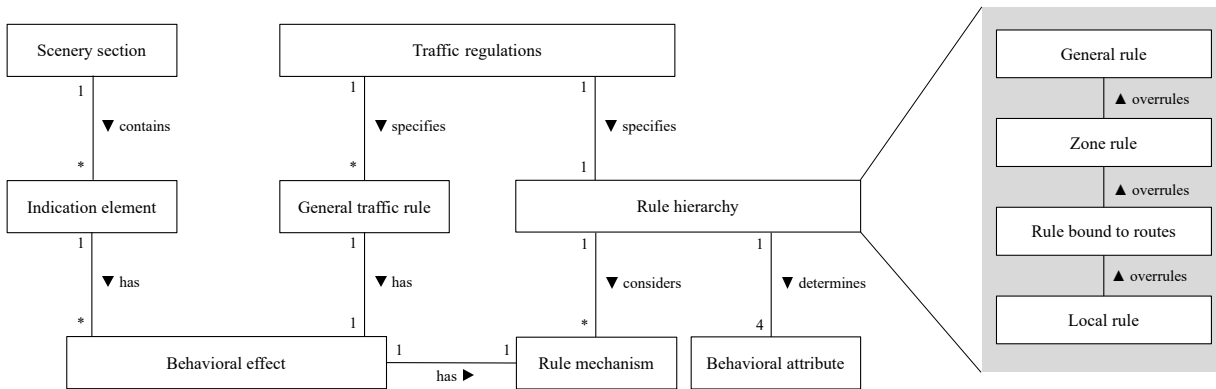 Scenery section
Traffic regulations
General rule
1
1
1
▲ overrules
▼ contains
▼ specifies
▼ specifies
Zone rule
*
*
1
▲ overrules
Indication element
General traffic rule
Rule hierarchy
Rule bound to routes
1
1
1
1
▲ overrules
▼ has
▼ has
▼ considers
▼ determines
Local rule
*
1
*
4
Behavioral effect
1
1
has ►
Rule mechanism
Behavioral attribute